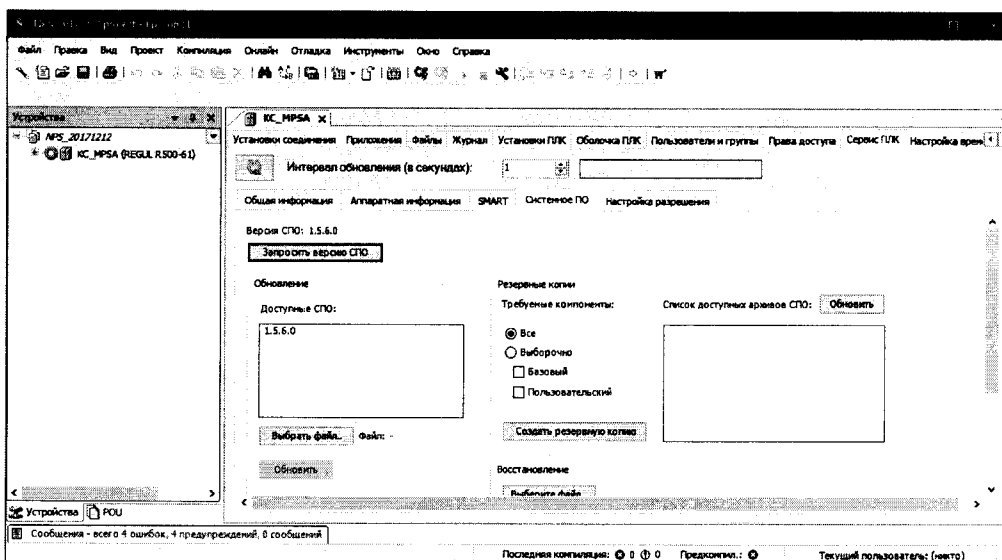 Файл Правка Вид Проект Компиляция Онлайн Отладка Инструменты Окно Справка
Устройства
NPS_20171212
KC_MPSA (REGUL R500-61)
KC_MPSA x
Установки соединения Приложения Файлы Журнал Установки ПЛК Оболочка ПЛК Пользователи и группы Права доступа Сервис ПЛК Настройка врем
Интервал обновления (в секундах): 1
Общая информация Аппаратная информация SMART Системное ПО Настройка разрешения
Версия СПО: 1.5.6.0
Запросить версию СПО
Обновление
Доступные СПО:
1.5.6.0
Выбрать файл... Файл: -
Обновить
Резервные копии
Требуемые компоненты:
Все
Выборочно
Базовый
Пользовательский
Создать резервную копию
Список доступных архивов СПО: Обновить
Восстановление
Выберите файл...
Устройства POU
Сообщения - всего 4 ошибок, 4 предупреждений, 0 сообщений
Последняя компиляция: 0 0 Предкомпил.: Текущий пользователь: (никто)